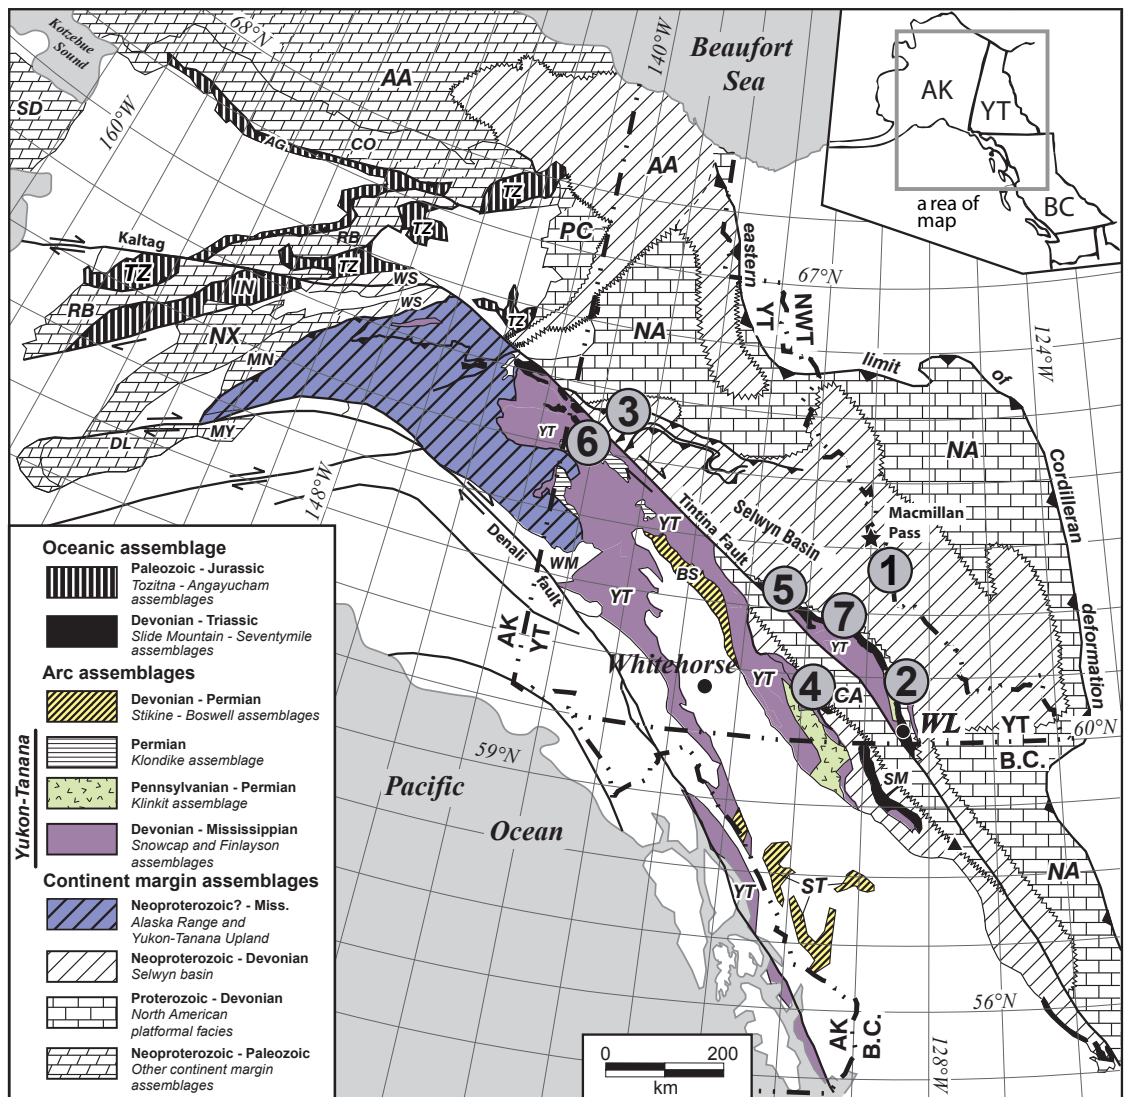 Kotzebue
Sound
68°N
140°W
Beaufort
Sea
AK
YT
BC
a area of
map
SD
160°W
AA
AG
CO
AA
TZ
TZ
PC
Kaltag
RB
TZ
TZ
WS
IN
WS
RB
TZ
NX
MN
NA
eastern
67°N
YT
NWT
limit
of
124°W
MY
DL
YT
3
6
148°W
NA
Cordilleran
deformation
Macmillan
Pass
Selwyn Basin
Tintina Fault
1
Denali
fault
YT
WM
BS
YT
5
7
YT
AK
YT
Whitehorse
YT
4
CA
2
WL
YT
B.C.
60°N
59°N
SM
Pacific
Ocean
YT
ST
NA
56°N
AK
B.C.
128°W
0 200
km
Oceanic assemblage
Paleozoic - Jurassic
Tozitna - Angayucham
assemblages
Devonian - Triassic
Slide Mountain - Seventymile
assemblages
Arc assemblages
Devonian - Permian
Stikine - Boswell assemblages
Yukon-Tanana
Permian
Klondike assemblage
Pennsylvanian - Permian
Klinkit assemblage
Devonian - Mississippian
Snowcap and Finlayson
assemblages
Continent margin assemblages
Neoproterozoic? - Miss.
Alaska Range and
Yukon-Tanana Upland
Neoproterozoic - Devonian
Selwyn basin
Proterozoic - Devonian
North American
platformal facies
Neoproterozoic - Paleozoic
Other continent margin
assemblages